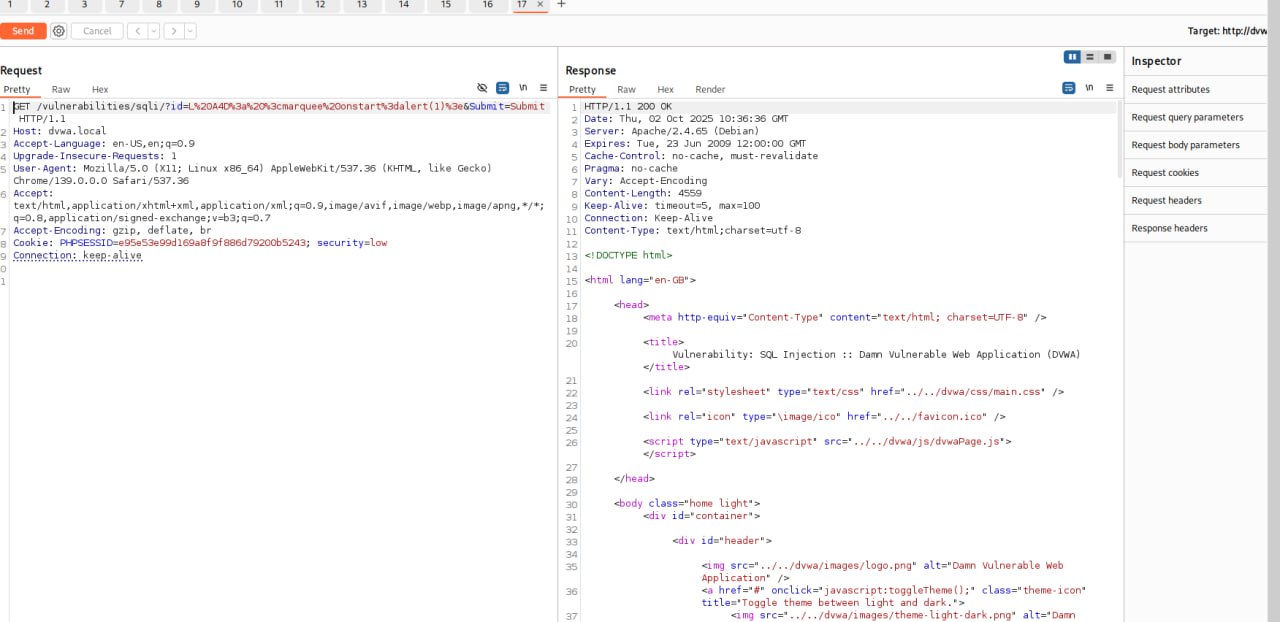 1 2 3 7 8 9 10 11 12 13 14 15 16 17 × +
Send Cancel < >
Target: http://dvw
Request
Pretty Raw Hex
\n
1 GET /vulnerabilities/sqli/?id=L%20A4D%3a%20%3cmarquee%20onstart%3dalert(1)%3e&Submit=Submit
HTTP/1.1
2 Host: dvwa.local
3 Accept-Language: en-US,en;q=0.9
4 Upgrade-Insecure-Requests: 1
5 User-Agent: Mozilla/5.0 (X11; Linux x86_64) AppleWebKit/537.36 (KHTML, like Gecko)
Chrome/139.0.0.0 Safari/537.36
6 Accept:
text/html,application/xhtml+xml,application/xml;q=0.9,image/avif,image/webp,image/apng,*/*;
q=0.8,application/signed-exchange;v=b3;q=0.7
7 Accept-Encoding: gzip, deflate, br
8 Cookie: PHPSESSID=e95e53e99d169a8f9f886d79200b5243; security=low
9 Connection: keep-alive
0
1
Response
Pretty Raw Hex Render
\n
1 HTTP/1.1 200 OK
2 Date: Thu, 02 Oct 2025 10:36:36 GMT
3 Server: Apache/2.4.65 (Debian)
4 Expires: Tue, 23 Jun 2009 12:00:00 GMT
5 Cache-Control: no-cache, must-revalidate
6 Pragma: no-cache
7 Vary: Accept-Encoding
8 Content-Length: 4559
9 Keep-Alive: timeout=5, max=100
10 Connection: Keep-Alive
11 Content-Type: text/html;charset=utf-8
12
13 <!DOCTYPE html>
14
15 <html lang="en-GB">
16
17 <head>
18 <meta http-equiv="Content-Type" content="text/html; charset=UTF-8" />
19
20 <title>
Vulnerability: SQL Injection :: Damn Vulnerable Web Application (DVWA)
</title>
21
22 <link rel="stylesheet" type="text/css" href="../../dvwa/css/main.css" />
23
24 <link rel="icon" type="\image/ico" href="../../favicon.ico" />
25
26 <script type="text/javascript" src="../../dvwa/js/dvwaPage.js">
</script>
27
28 </head>
29
30 <body class="home light">
31 <div id="container">
32
33 <div id="header">
34
35 <img src="../../dvwa/images/logo.png" alt="Damn Vulnerable Web
Application" />
36 <a href="#" onclick="javascript:toggleTheme();" class="theme-icon"
title="Toggle theme between light and dark.">
37 <img src="../../dvwa/images/theme-light-dark.png" alt="Damn
Inspector
Request attributes
Request query parameters
Request body parameters
Request cookies
Request headers
Response headers